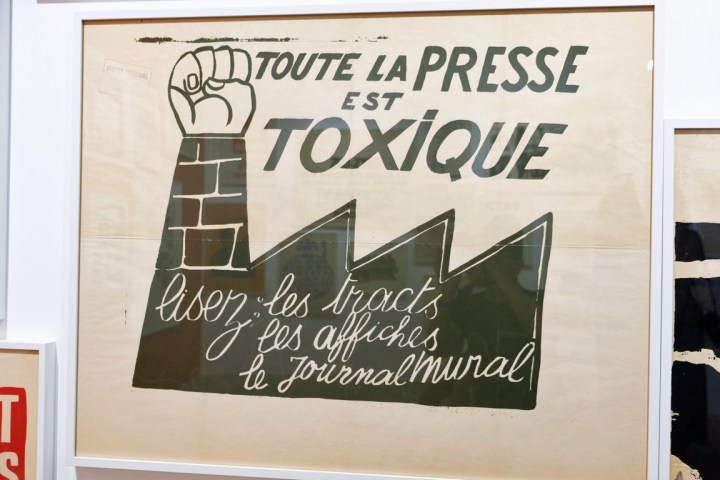 TOUTE LA PRESSE
EST
TOXiQUE
lisez : les tracts
les affiches
le Journal mural
T
S